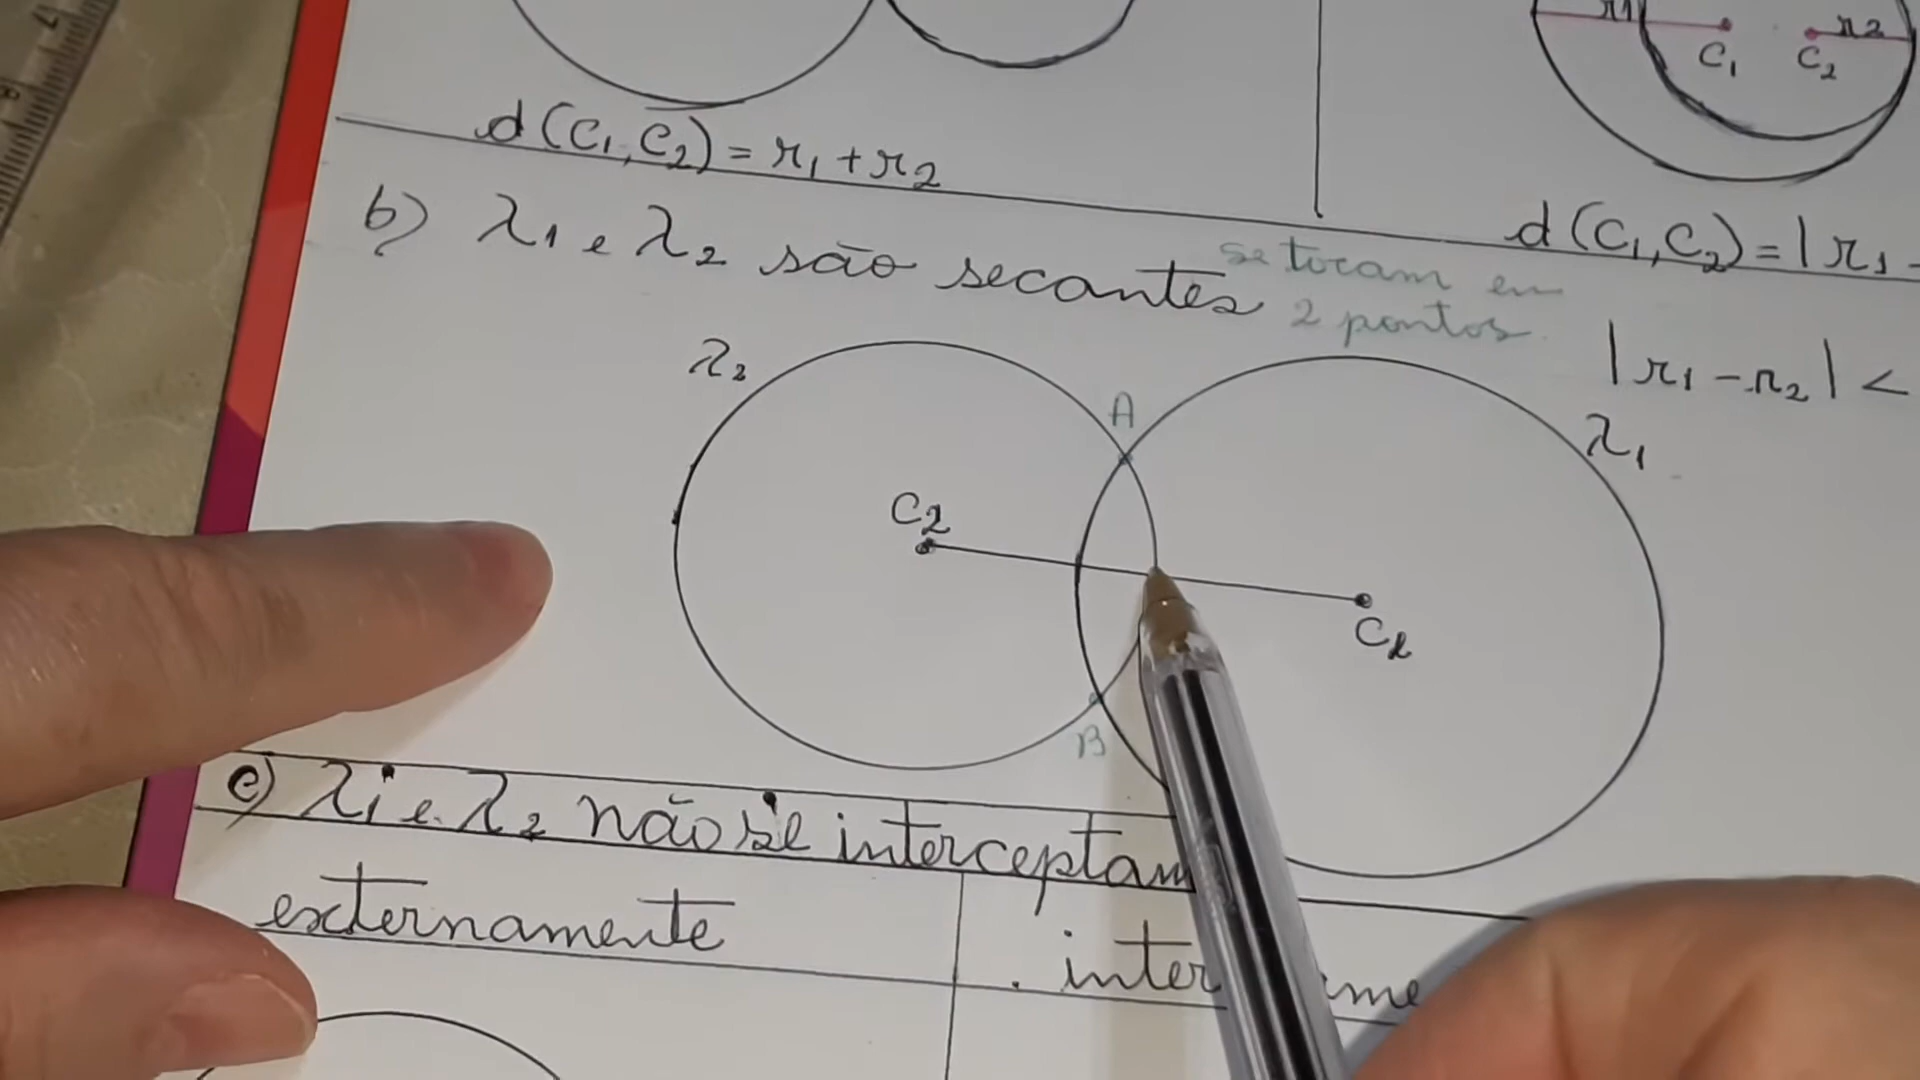 r1
C1
C2
r2
d(C1,C2)=r1+r2
d(C1,C2)=|r1-
b) λ1 e λ2 são secantes
se tocam em
2 pontos.
|r1-r2|<
λ2
A
λ1
C2
C1
B
c) λ1 e λ2 não se interceptam
externamente
. inter